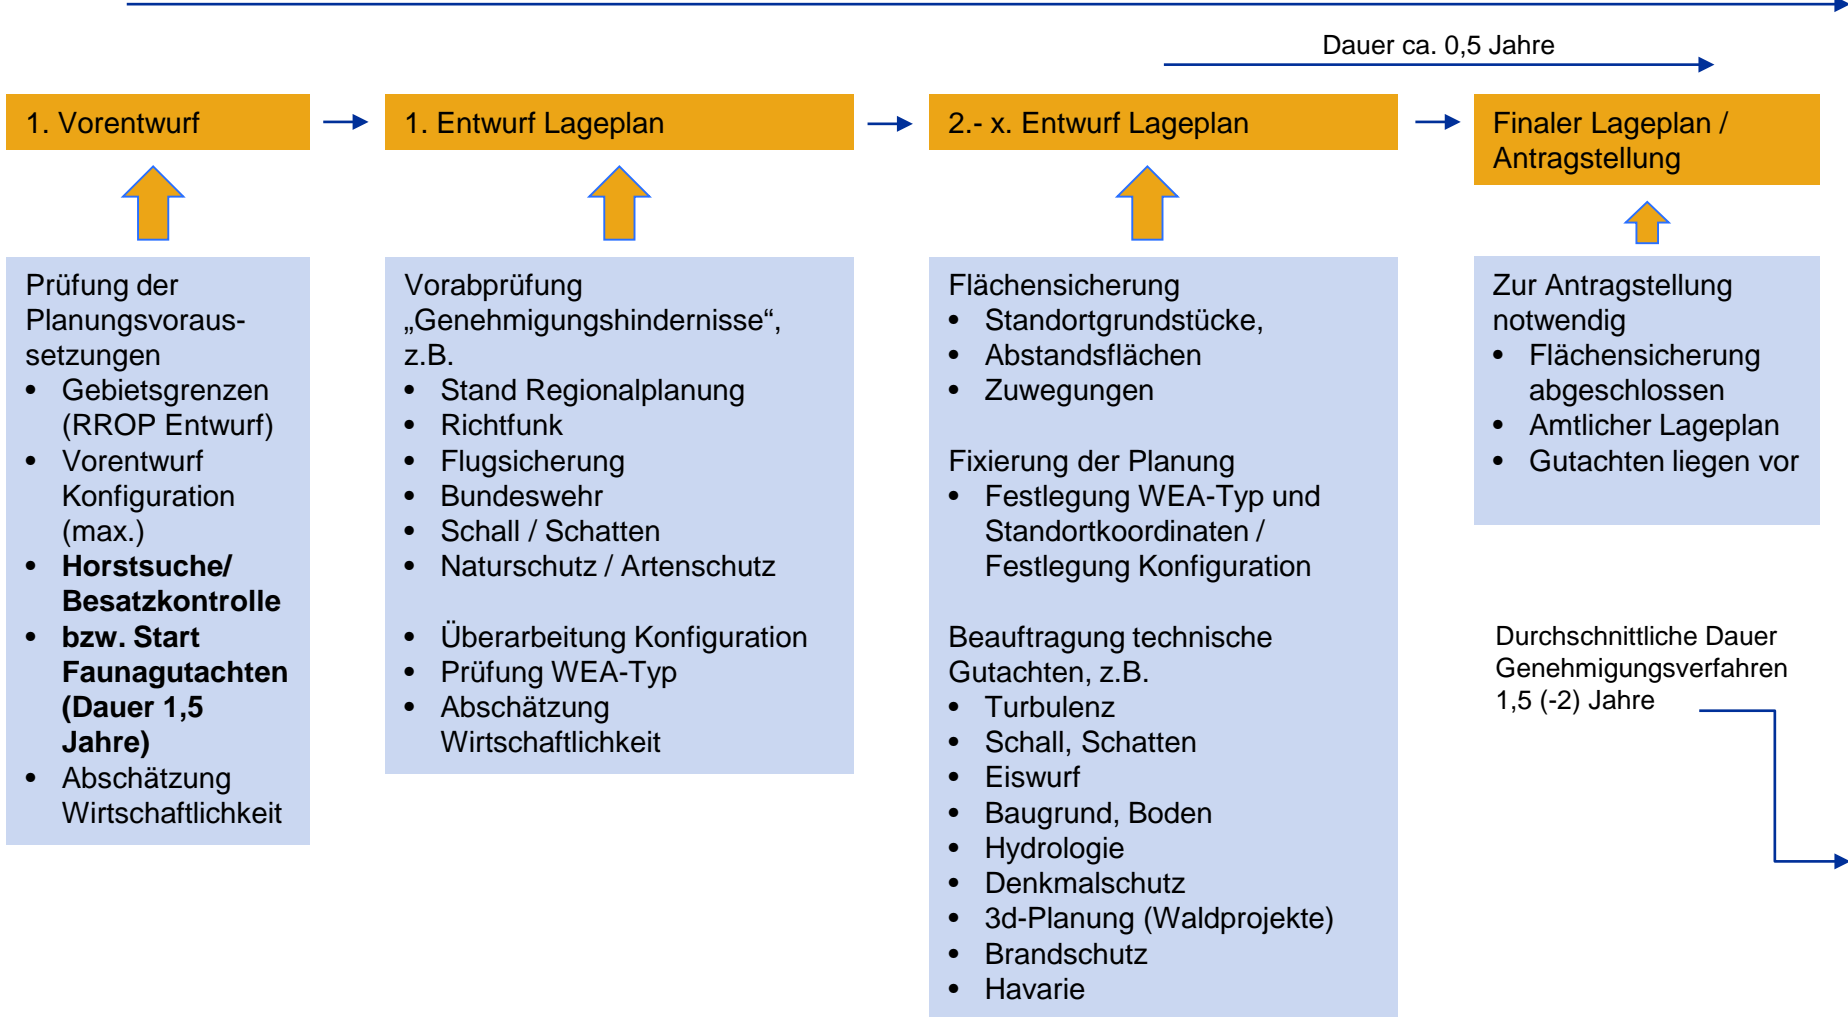 Dauer ca. 0,5 Jahre
1. Vorentwurf
1. Entwurf Lageplan
2.- x. Entwurf Lageplan
Finaler Lageplan /
Antragstellung
Prüfung der
Planungsvoraus-
setzungen
• Gebietsgrenzen
(RROP Entwurf)
• Vorentwurf
Konfiguration
(max.)
• Horstsuche/
Besatzkontrolle
• bzw. Start
Faunagutachten
(Dauer 1,5
Jahre)
• Abschätzung
Wirtschaftlichkeit
Vorabprüfung
„Genehmigungshindernisse“,
z.B.
• Stand Regionalplanung
• Richtfunk
• Flugsicherung
• Bundeswehr
• Schall / Schatten
• Naturschutz / Artenschutz
• Überarbeitung Konfiguration
• Prüfung WEA-Typ
• Abschätzung
Wirtschaftlichkeit
Flächensicherung
• Standortgrundstücke,
• Abstandsflächen
• Zuwegungen
Fixierung der Planung
• Festlegung WEA-Typ und
Standortkoordinaten /
Festlegung Konfiguration
Beauftragung technische
Gutachten, z.B.
• Turbulenz
• Schall, Schatten
• Eiswurf
• Baugrund, Boden
• Hydrologie
• Denkmalschutz
• 3d-Planung (Waldprojekte)
• Brandschutz
• Havarie
Zur Antragstellung
notwendig
• Flächensicherung
abgeschlossen
• Amtlicher Lageplan
• Gutachten liegen vor
Durchschnittliche Dauer
Genehmigungsverfahren
1,5 (-2) Jahre